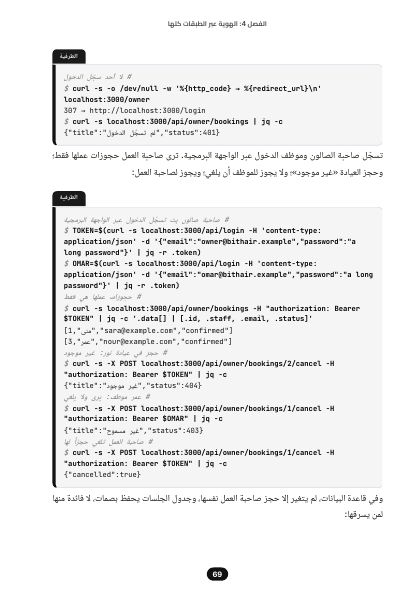 الفصل 4: الهوية عبر الطبقات كلها
الطرفية
# لا أحد سجّل الدخول
$ curl -s -o /dev/null -w '%{http_code} → %{redirect_url}\n'
localhost:3000/owner
307 → http://localhost:3000/login
$ curl -s localhost:3000/api/owner/bookings | jq -c
{"title":"لم تسجّل الدخول","status":401}
تسجّل صاحبة الصالون وموظف الدخول عبر الواجهة البرمجية. ترى صاحبة العمل حجوزات عملها فقط؛
وحجز العيادة «غير موجود»؛ ولا يجوز للموظف أن يلغي؛ ويجوز لصاحبة العمل:
الطرفية
# صاحبة صالون بِت تسجّل الدخول عبر الواجهة البرمجية
$ TOKEN=$(curl -s localhost:3000/api/login -H 'content-type:
application/json' -d '{"email":"owner@bithair.example","password":"a
long password"}' | jq -r .token)
$ OMAR=$(curl -s localhost:3000/api/login -H 'content-type:
application/json' -d '{"email":"omar@bithair.example","password":"a long
password"}' | jq -r .token)
# حجوزات عملها هي فقط
$ curl -s localhost:3000/api/owner/bookings -H "authorization: Bearer
$TOKEN" | jq -c '.data[] | [.id, .staff, .email, .status]'
[1,"منى","sara@example.com","confirmed"]
[3,"عمر","nour@example.com","confirmed"]
# حجز في عيادة نور: غير موجود
$ curl -s -X POST localhost:3000/api/owner/bookings/2/cancel -H
"authorization: Bearer $TOKEN" | jq -c
{"title":"غير موجود","status":404}
# عمر موظف: يرى ولا يلغي
$ curl -s -X POST localhost:3000/api/owner/bookings/1/cancel -H
"authorization: Bearer $OMAR" | jq -c
{"title":"غير مسموح","status":403}
# صاحبة العمل تلغي حجزًا لها
$ curl -s -X POST localhost:3000/api/owner/bookings/1/cancel -H
"authorization: Bearer $TOKEN" | jq -c
{"cancelled":true}
وفي قاعدة البيانات، لم يتغير إلا حجز صاحبة العمل نفسها، وجدول الجلسات يحفظ بصمات، لا فائدة منها
لمن يسرقها:
69